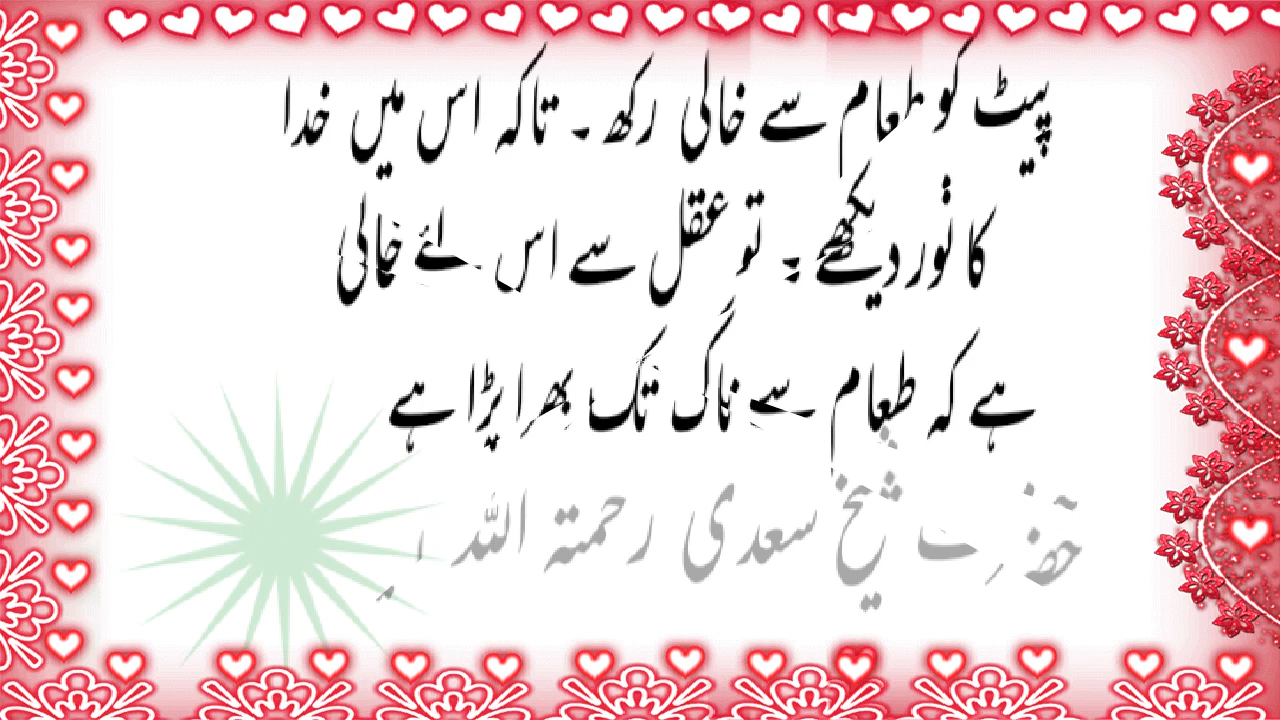 پیٹ کو طعام سے خالی رکھ ۔ تاکہ اس میں خدا
کا نُور دیکھے ۔ تو عقل سے اس لئے خالی
ہے کہ طعام سے ناک تک بھرا پڑا ہے
حضرت شیخ سعدی رحمتہ اللہ